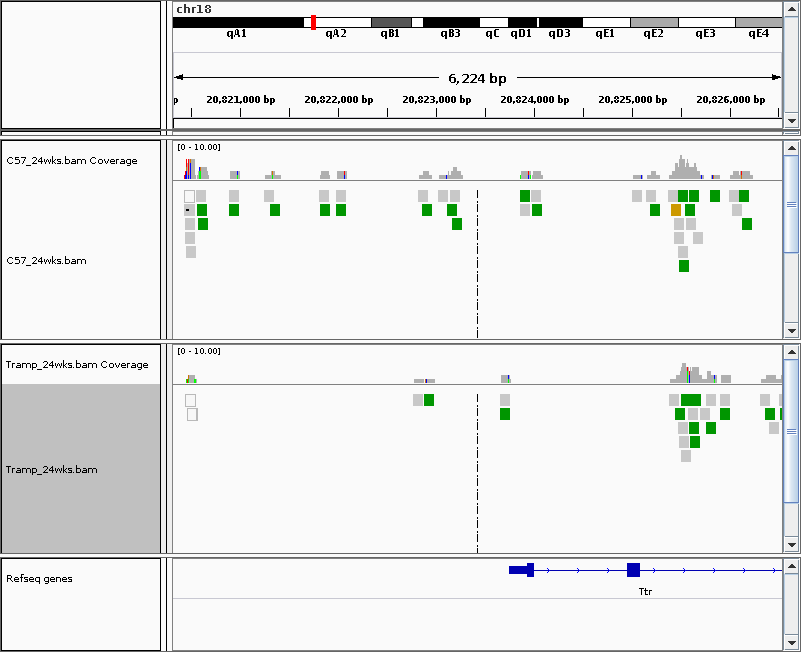 chr18
qA1 qA2 qB1 qB3 qC qD1 qD3 qE1 qE2 qE3 qE4
6,224 bp
p 20,821,000 bp 20,822,000 bp 20,823,000 bp 20,824,000 bp 20,825,000 bp 20,826,000 bp
[0 - 10.00]
C57_24wks.bam Coverage
C57_24wks.bam
[0 - 10.00]
Tramp_24wks.bam Coverage
Tramp_24wks.bam
Refseq genes
Ttr